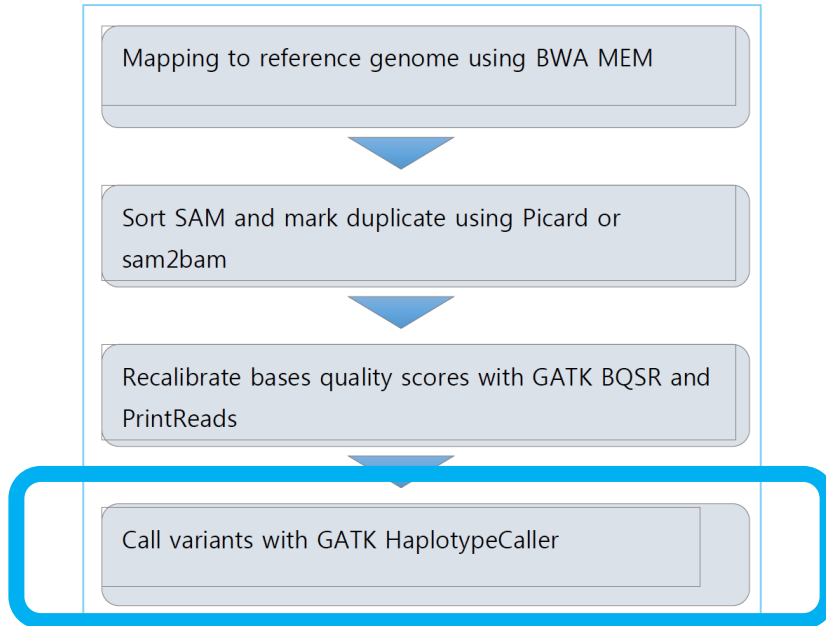 Mapping to reference genome using BWA MEM
Sort SAM and mark duplicate using Picard or
sam2bam
Recalibrate bases quality scores with GATK BQSR and
PrintReads
Call variants with GATK HaplotypeCaller